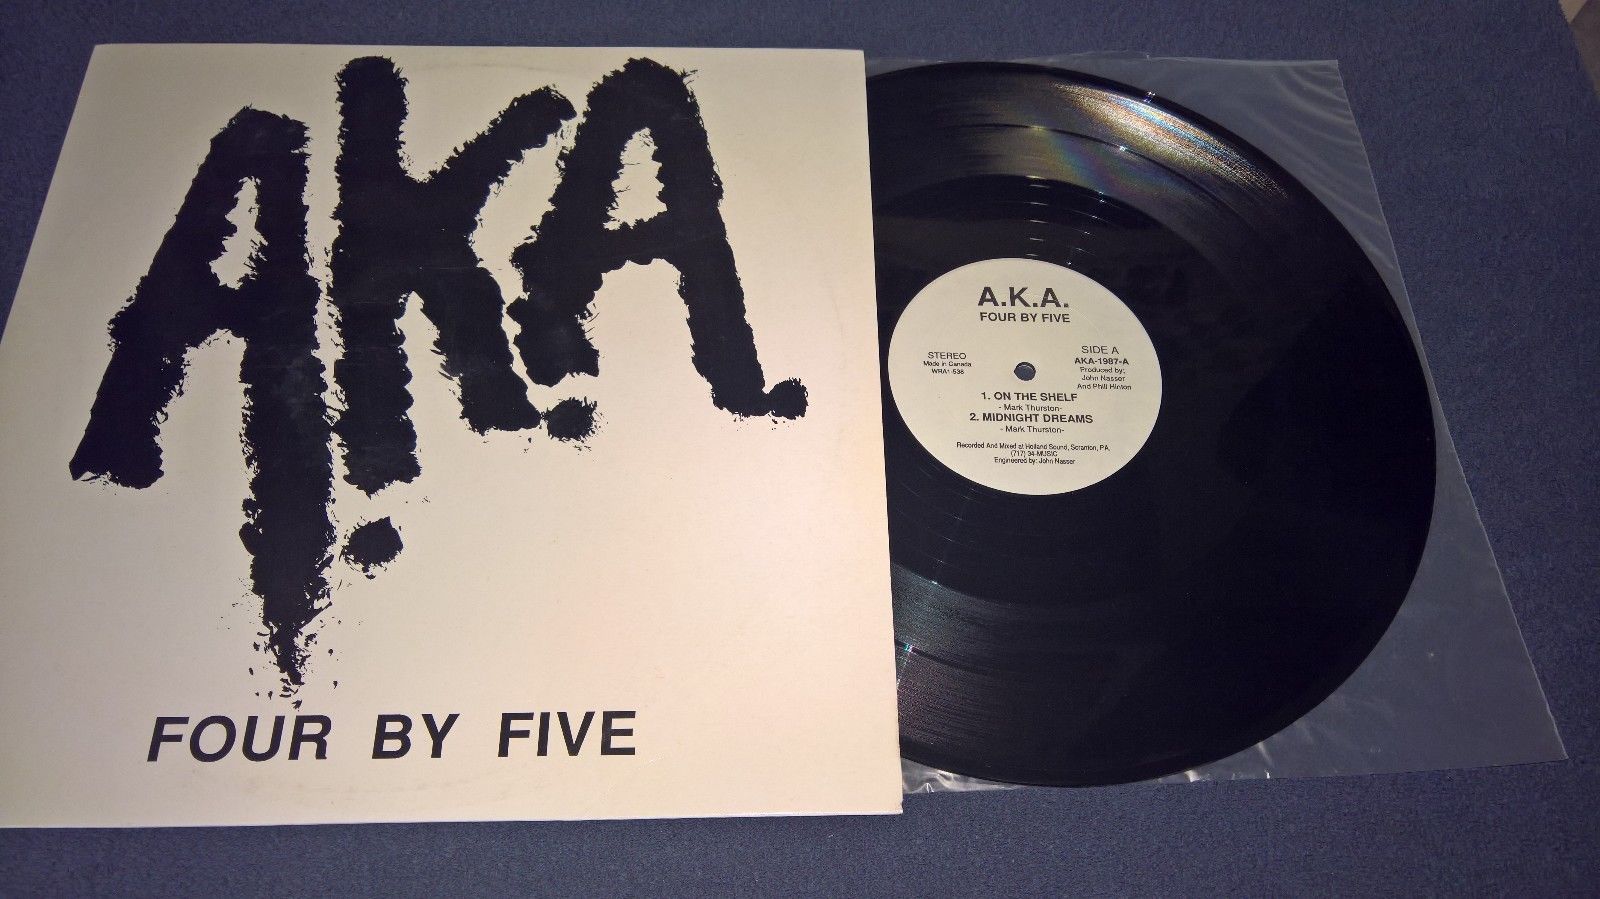 A.K.A.
FOUR BY FIVE
A.K.A.
FOUR BY FIVE
STEREO
Made in Canada
WRA1-536
SIDE A
AKA-1987-A
Produced by:
John Nasser
And Phill Hinton
1. ON THE SHELF
- Mark Thurston-
2. MIDNIGHT DREAMS
- Mark Thurston-
Recorded And Mixed at Holland Sound, Scranton, PA,
(717) 34-MUSIC
Engineered by: John Nasser